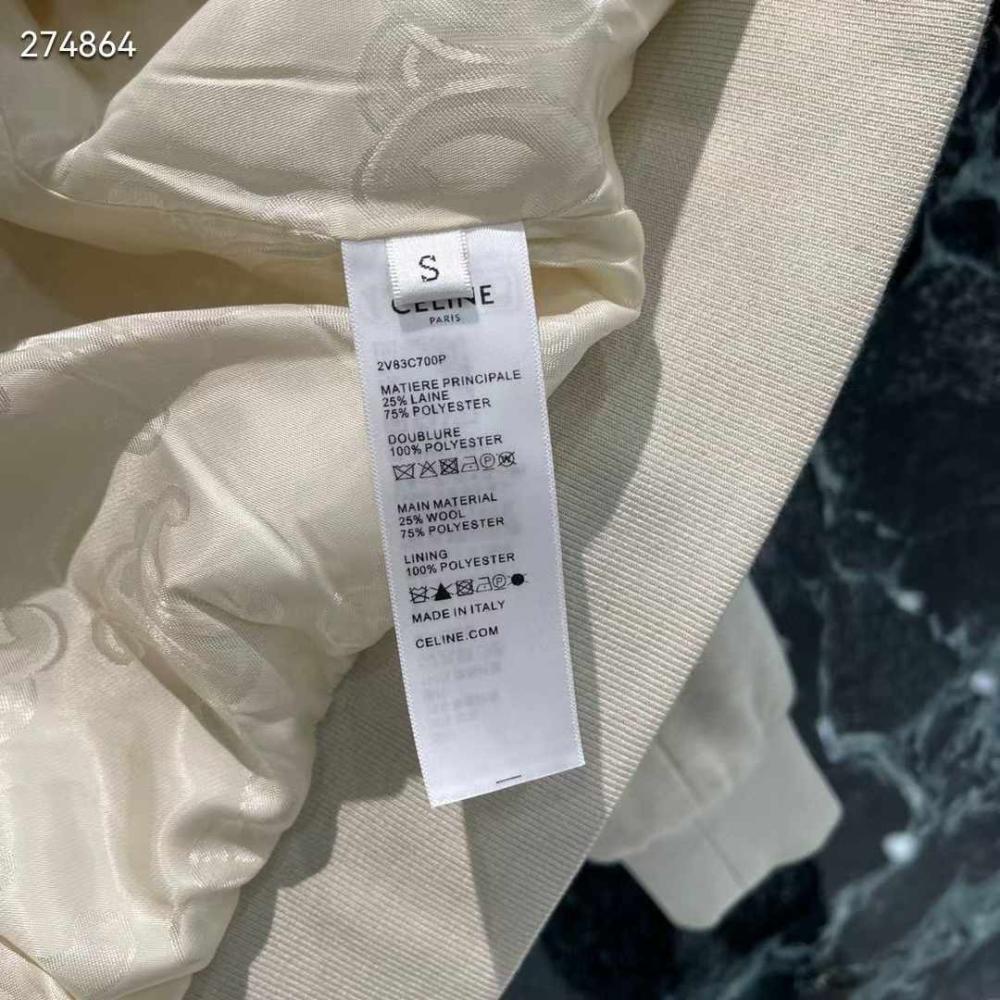 274864
S
CELINE
PARIS
2V83C700P
MATIERE PRINCIPALE
25% LAINE
75% POLYESTER
DOUBLURE
100% POLYESTER
MAIN MATERIAL
25% WOOL
75% POLYESTER
LINING
100% POLYESTER
MADE IN ITALY
CELINE.COM